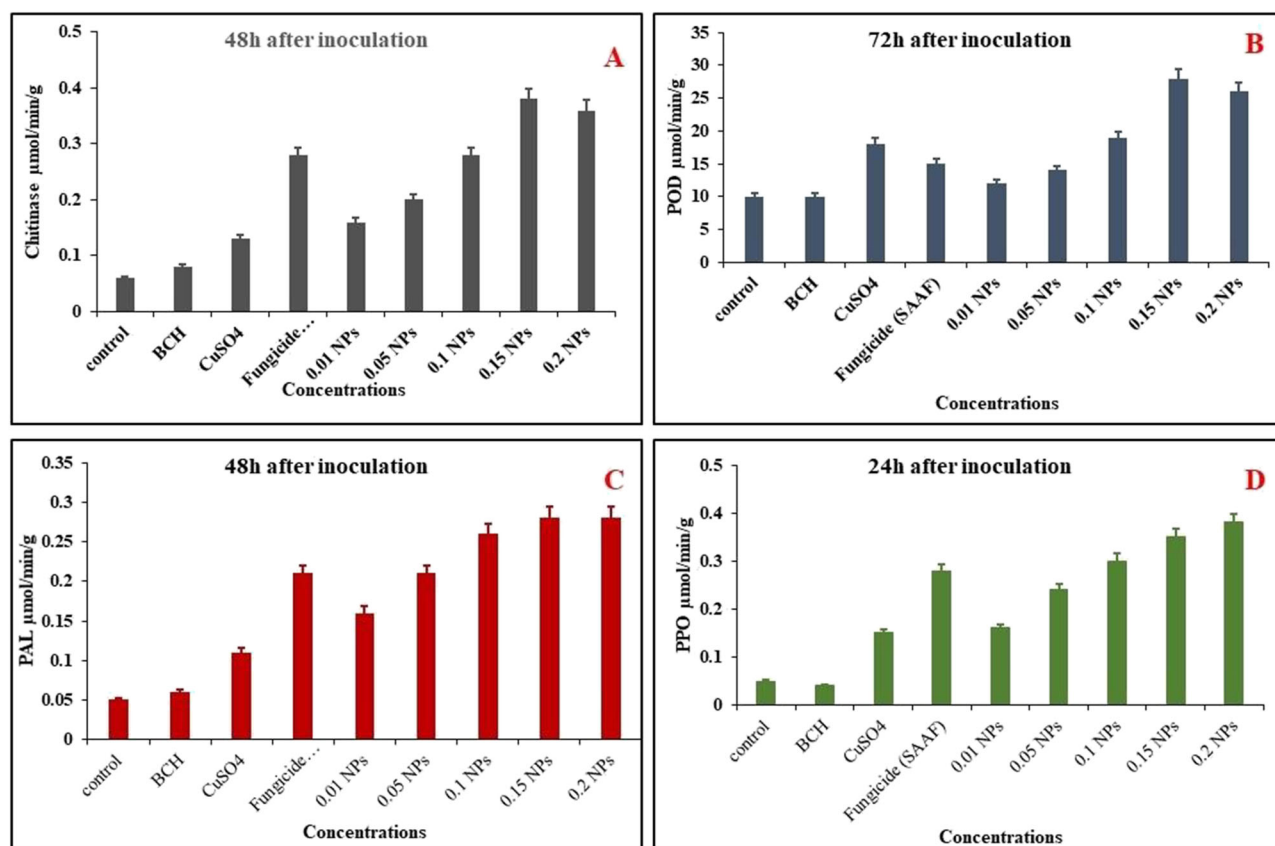 48h after inoculation
A
Chitinase µmol/min/g
0.5
0.4
0.3
0.2
0.1
0
control
BCH
CuSO4
Fungicide…
0.01 NPs
0.05 NPs
0.1 NPs
0.15 NPs
0.2 NPs
Concentrations
72h after inoculation
B
POD µmol/min/g
35
30
25
20
15
10
5
0
control
BCH
CuSO4
Fungicide (SAAF)
0.01 NPs
0.05 NPs
0.1 NPs
0.15 NPs
0.2 NPs
Concentrations
48h after inoculation
C
PAL µmol/min/g
0.35
0.3
0.25
0.2
0.15
0.1
0.05
0
control
BCH
CuSO4
Fungicide…
0.01 NPs
0.05 NPs
0.1 NPs
0.15 NPs
0.2 NPs
Concentrations
24h after inoculation
D
PPO µmol/min/g
0.5
0.4
0.3
0.2
0.1
0
control
BCH
CuSO4
Fungicide (SAAF)
0.01 NPs
0.05 NPs
0.1 NPs
0.15 NPs
0.2 NPs
Concentrations